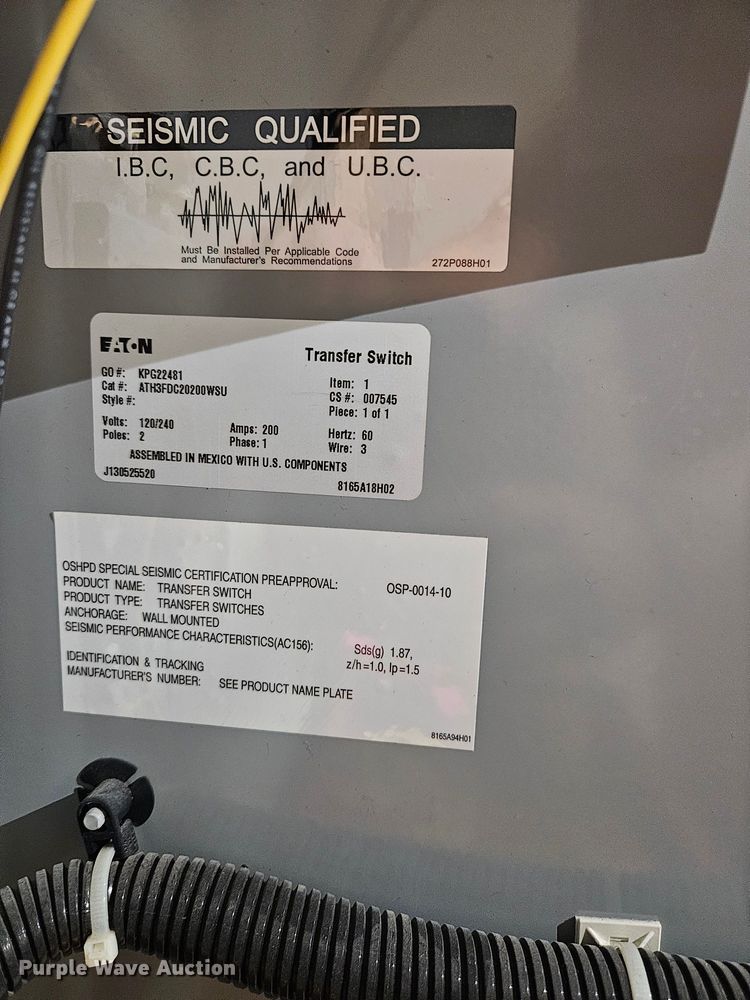 SEISMIC QUALIFIED
I.B.C, C.B.C, and U.B.C.
Must Be Installed Per Applicable Code
and Manufacturer's Recommendations
272P088H01
EATON
Transfer Switch
GO #: KPG22481
Cat #: ATH3FDC20200WSU
Style #:
Item: 1
CS #: 007545
Piece: 1 of 1
Volts: 120/240 Amps: 200 Hertz: 60
Poles: 2 Phase: 1 Wire: 3
ASSEMBLED IN MEXICO WITH U.S. COMPONENTS
J130525520 8165A18H02
OSHPD SPECIAL SEISMIC CERTIFICATION PREAPPROVAL: OSP-0014-10
PRODUCT NAME: TRANSFER SWITCH
PRODUCT TYPE: TRANSFER SWITCHES
ANCHORAGE: WALL MOUNTED
SEISMIC PERFORMANCE CHARACTERISTICS(AC156): Sds(g) 1.87,
z/h=1.0, Ip=1.5
IDENTIFICATION & TRACKING
MANUFACTURER'S NUMBER: SEE PRODUCT NAME PLATE
8165A94H01
Purple Wave Auction